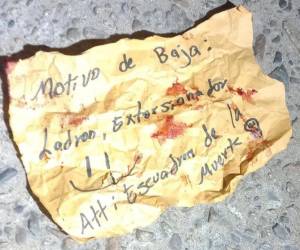 Motivo de Baja:
Ladron, Extorsionador
!!
Att: Escuadron de la
Muerte